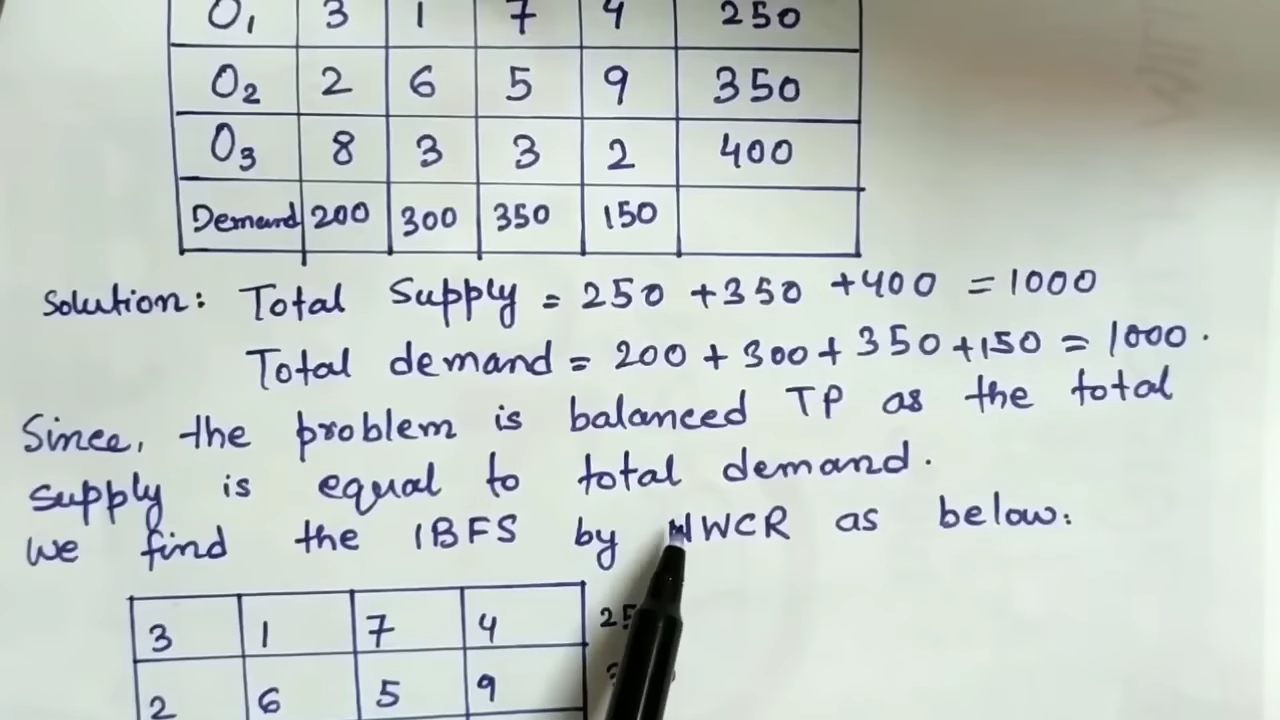 O1 3 1 7 4 250
O2 2 6 5 9 350
O3 8 3 3 2 400
Demand 200 300 350 150
Solution: Total Supply = 250 +350 +400 = 1000
Total demand = 200 + 300 + 350 +150 = 1000.
Since, the problem is balanced TP as the total
supply is equal to total demand.
We find the IBFS by NWCR as below:
3 1 7 4
2 6 5 9